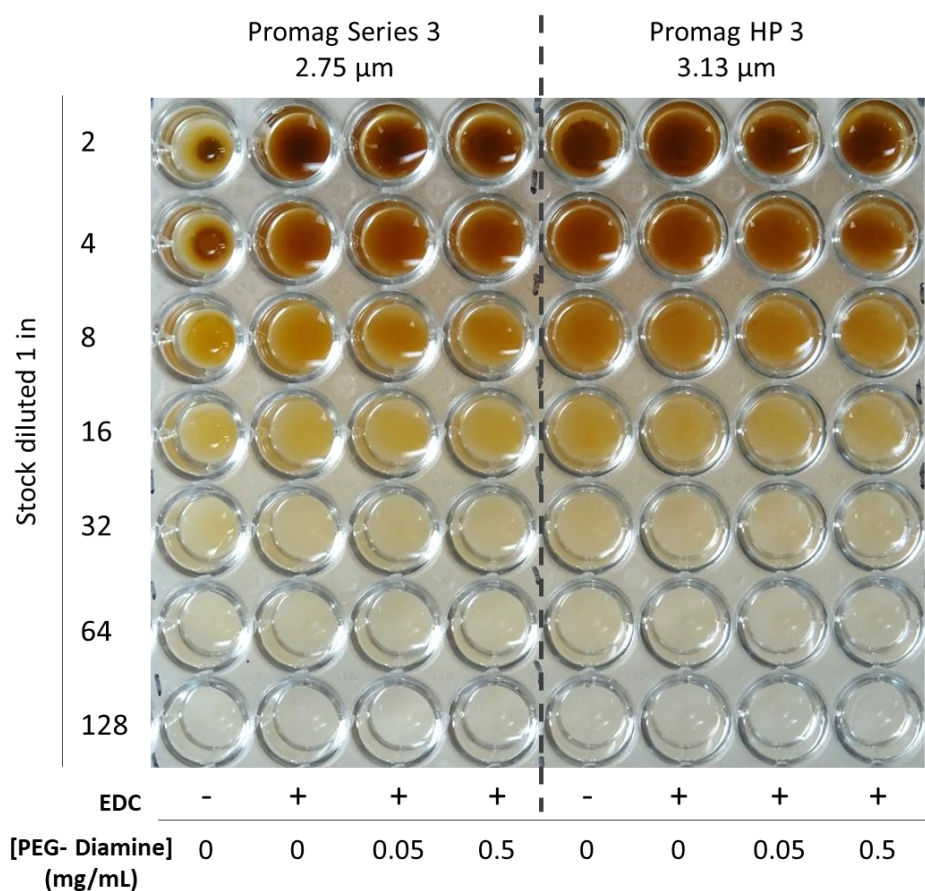 Promag Series 3
2.75 µm
Promag HP 3
3.13 µm
Stock diluted 1 in
2
4
8
16
32
64
128
EDC - + + + - + + +
[PEG- Diamine] 0 0 0.05 0.5 0 0 0.05 0.5
(mg/mL)